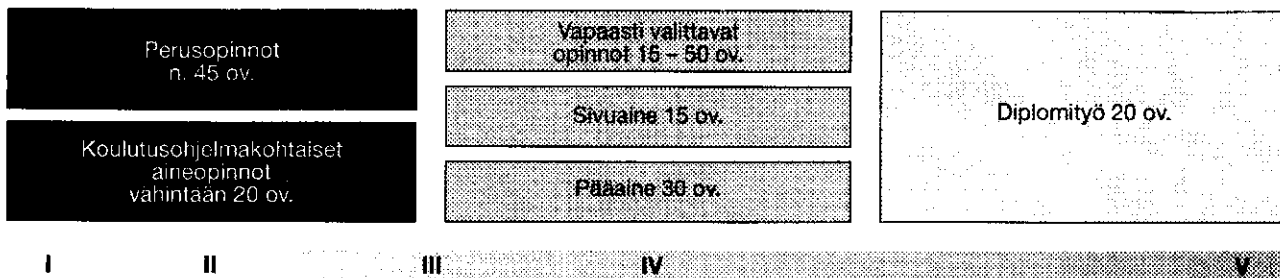 Perusopinnot
n. 45 ov.
Koulutusohjelmakohtaiset
aineopinnot
vähintään 20 ov.
Vapaasti valittavat
opinnot 15 – 50 ov.
Sivuaine 15 ov.
Pääaine 30 ov.
Diplomityö 20 ov.
I II III IV V